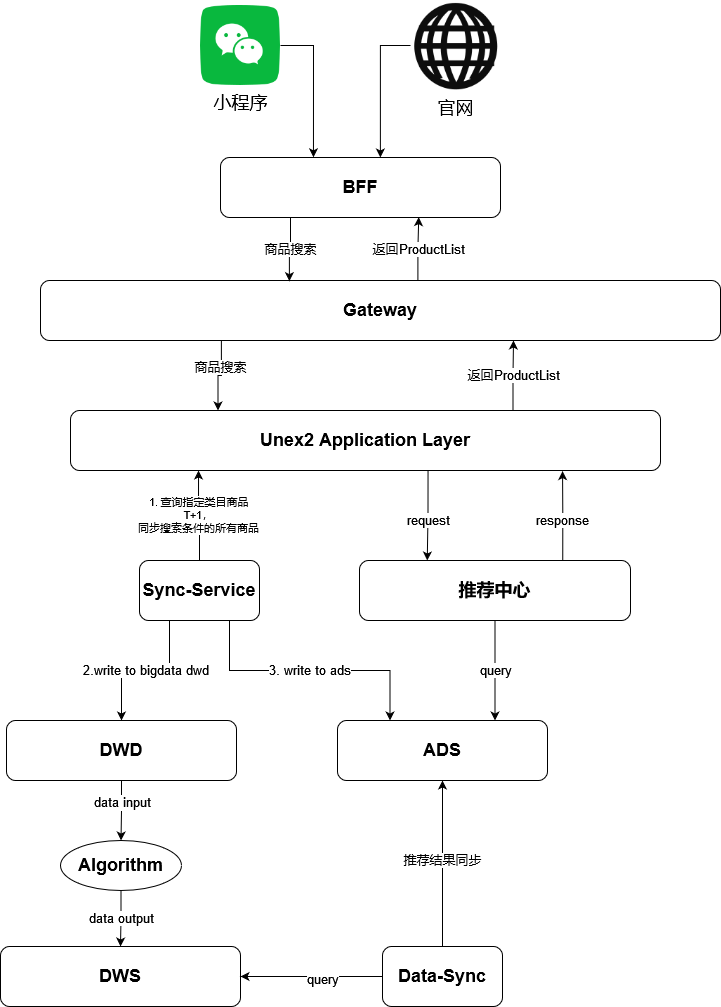 小程序
官网
BFF
商品搜索
返回ProductList
Gateway
商品搜索
返回ProductList
Unex2 Application Layer
1. 查询指定类目商品
T+1,
同步搜索条件的所有商品
request
response
Sync-Service
推荐中心
2.write to bigdata dwd
3. write to ads
query
DWD
ADS
data input
Algorithm
推荐结果同步
data output
DWS
query
Data-Sync